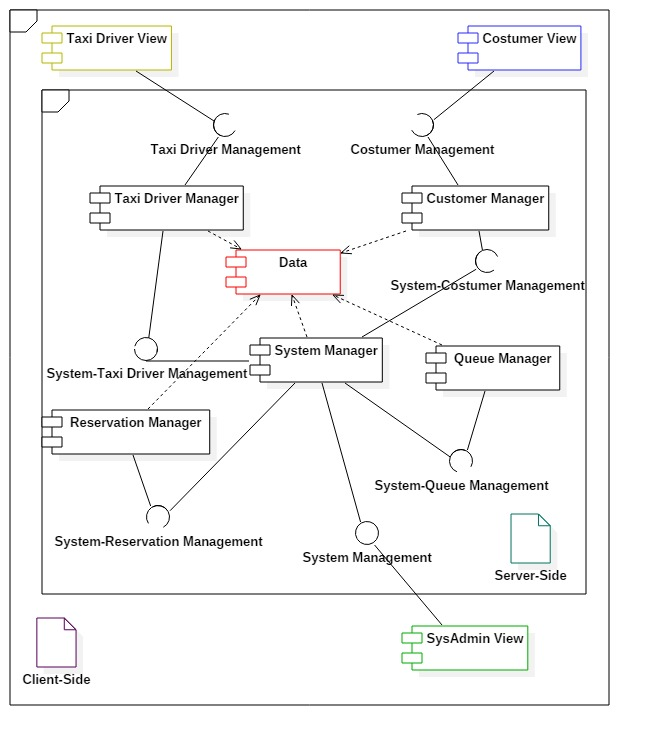 Taxi Driver View
Costumer View
Taxi Driver Management
Costumer Management
Taxi Driver Manager
Customer Manager
Data
System-Costumer Management
System Manager
Queue Manager
System-Taxi Driver Management
Reservation Manager
System-Queue Management
System-Reservation Management
System Management
Server-Side
SysAdmin View
Client-Side